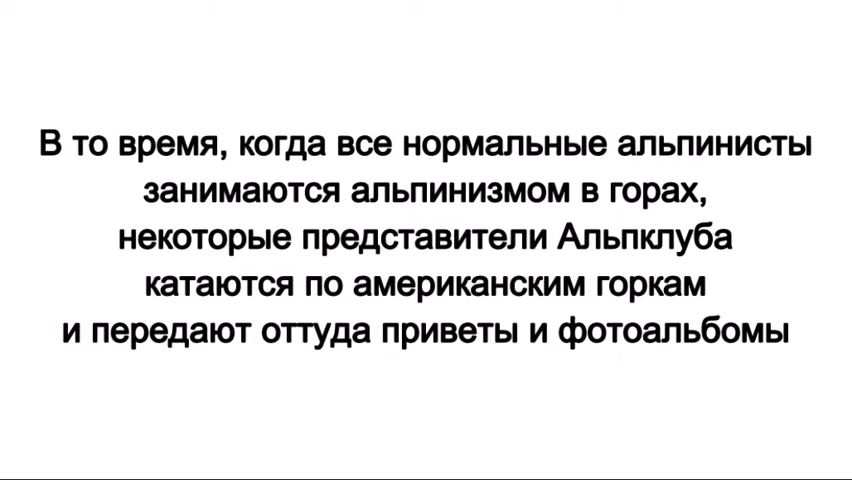 В то время, когда все нормальные альпинисты
занимаются альпинизмом в горах,
некоторые представители Альпклуба
катаются по американским горкам
и передают оттуда приветы и фотоальбомы